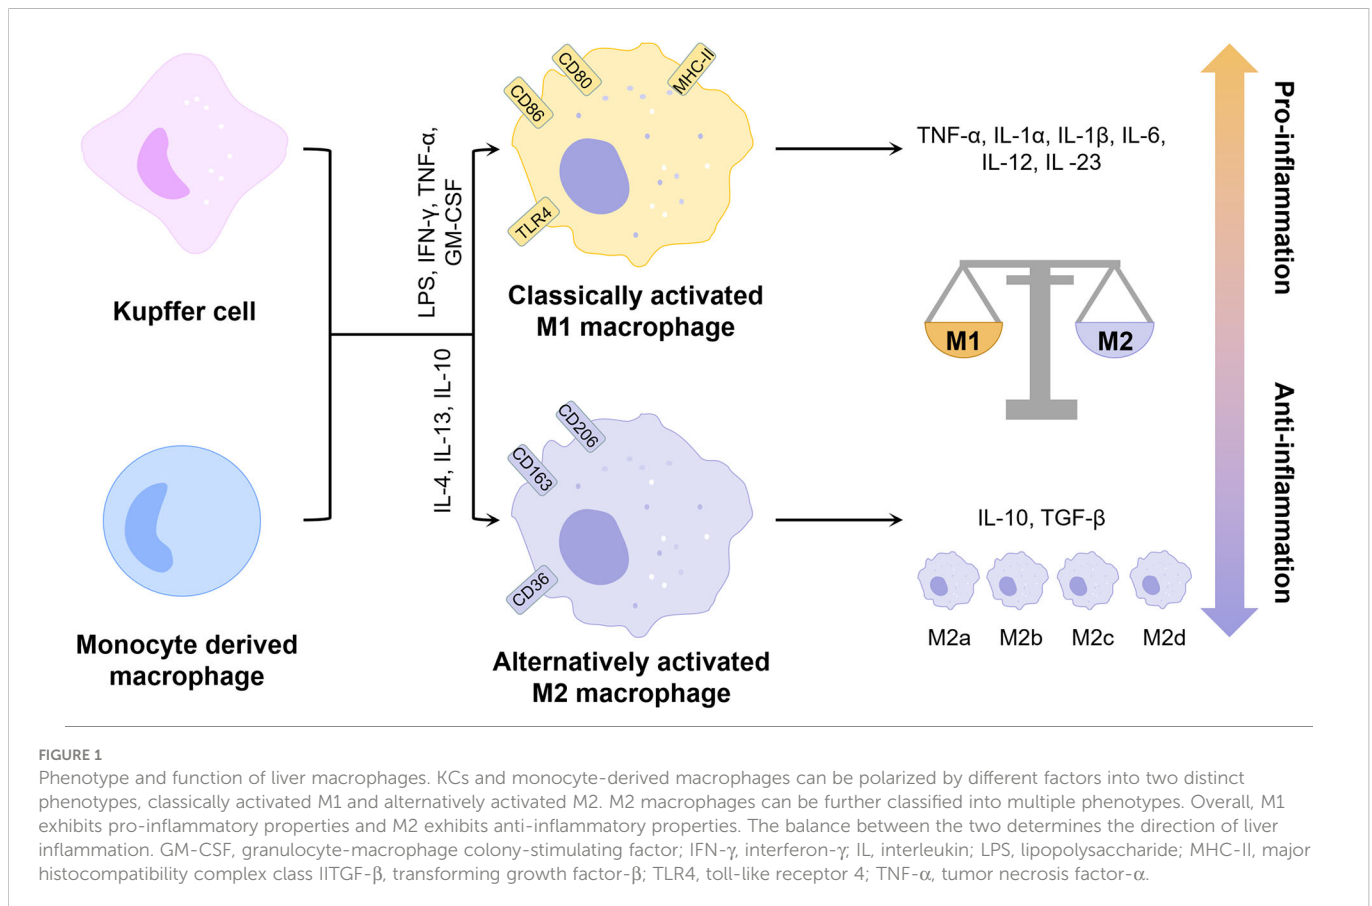 CD80
MHC-II
CD86
TLR4
Kupffer cell
LPS, IFN-γ, TNF-α,
GM-CSF
Classically activated
M1 macrophage
TNF-α, IL-1α, IL-1β, IL-6,
IL-12, IL -23
Pro-inflammation
M1
M2
Monocyte derived
macrophage
IL-4, IL-13, IL-10
CD206
CD163
CD36
Alternatively activated
M2 macrophage
IL-10, TGF-β
M2a
M2b
M2c
M2d
Anti-inflammation
FIGURE 1
Phenotype and function of liver macrophages. KCs and monocyte-derived macrophages can be polarized by different factors into two distinct
phenotypes, classically activated M1 and alternatively activated M2. M2 macrophages can be further classified into multiple phenotypes. Overall, M1
exhibits pro-inflammatory properties and M2 exhibits anti-inflammatory properties. The balance between the two determines the direction of liver
inflammation. GM-CSF, granulocyte-macrophage colony-stimulating factor; IFN-γ, interferon-γ; IL, interleukin; LPS, lipopolysaccharide; MHC-II, major
histocompatibility complex class IITGF-β, transforming growth factor-β; TLR4, toll-like receptor 4; TNF-α, tumor necrosis factor-α.